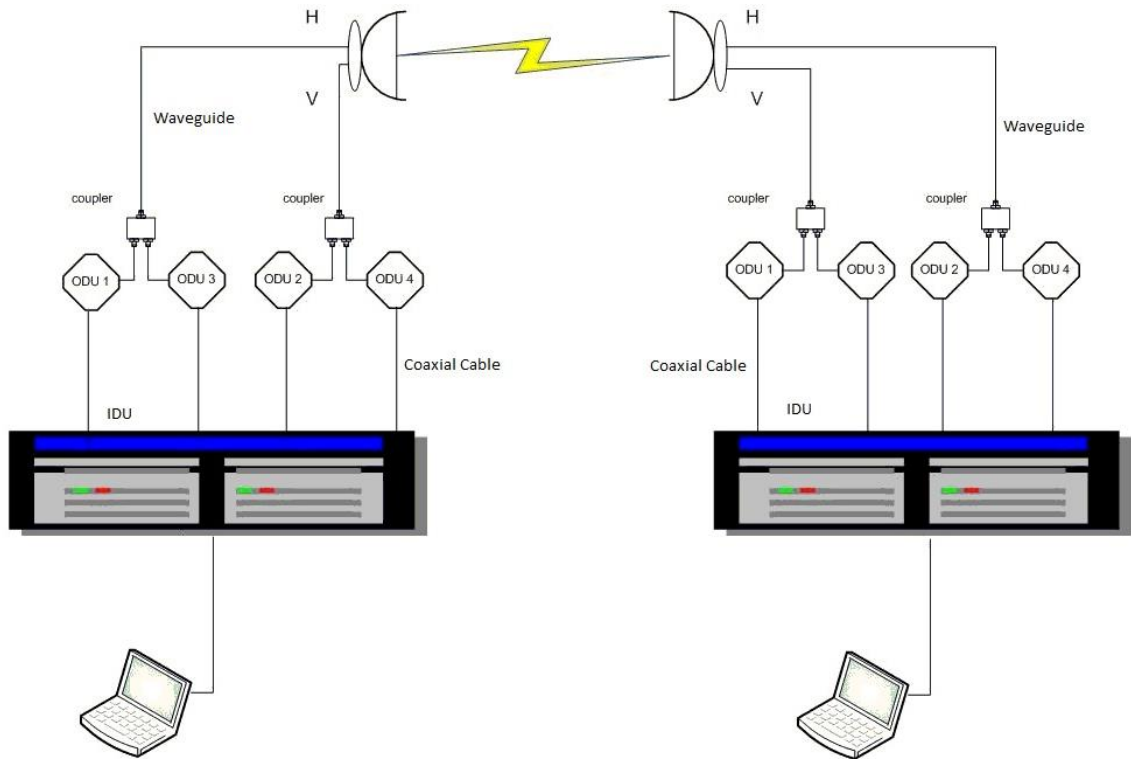 H
H
V
V
Waveguide
Waveguide
coupler
coupler
coupler
coupler
ODU 1
ODU 3
ODU 2
ODU 4
ODU 1
ODU 3
ODU 2
ODU 4
Coaxial Cable
Coaxial Cable
IDU
IDU